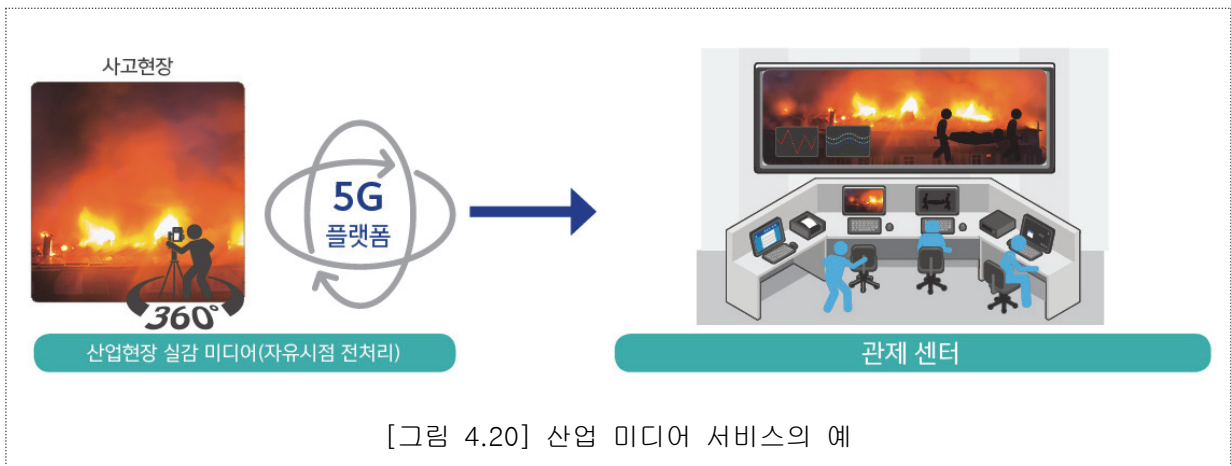 사고현장
5G
플랫폼
360°
산업현장 실감 미디어(자유시점 전처리)
관제 센터
[그림 4.20] 산업 미디어 서비스의 예